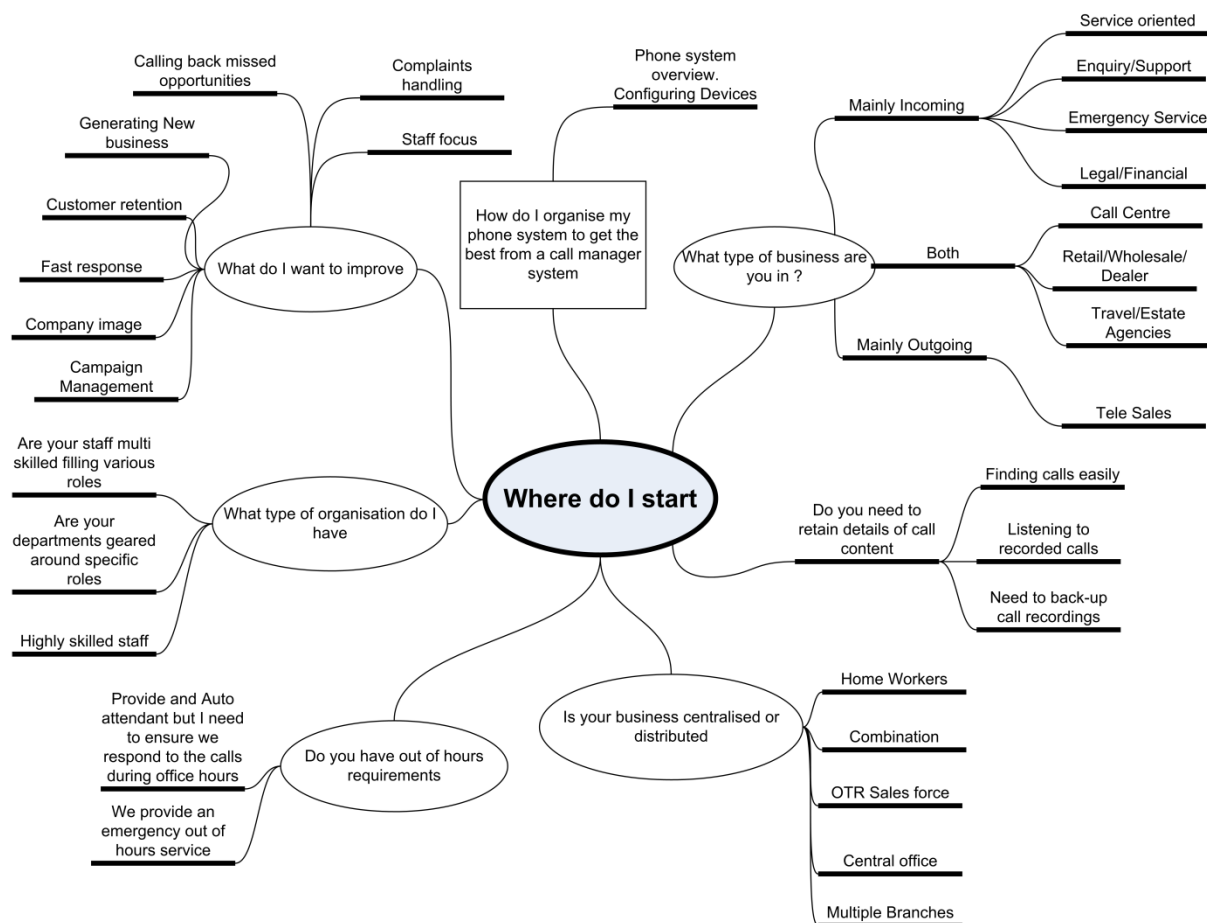 Calling back missed
opportunities
Complaints
handling
Generating New
business
Staff focus
Customer retention
Fast response
Company image
Campaign
Management
What do I want to improve
Phone system
overview.
Configuring Devices
How do I organise my
phone system to get the
best from a call manager
system
What type of business are
you in ?
Mainly Incoming
Service oriented
Enquiry/Support
Emergency Service
Legal/Financial
Both
Call Centre
Retail/Wholesale/
Dealer
Travel/Estate
Agencies
Mainly Outgoing
Tele Sales
Where do I start
Are your staff multi
skilled filling various
roles
Are your
departments geared
around specific
roles
Highly skilled staff
What type of organisation do I
have
Do you need to
retain details of call
content
Finding calls easily
Listening to
recorded calls
Need to back-up
call recordings
Provide and Auto
attendant but I need
to ensure we
respond to the calls
during office hours
We provide an
emergency out of
hours service
Do you have out of hours
requirements
Is your business centralised or
distributed
Home Workers
Combination
OTR Sales force
Central office
Multiple Branches